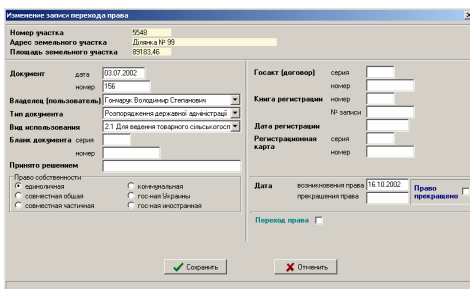 Изменение записи перехода права
Номер участка 5548
Адрес земельного участка Ділянка № 99
Площадь земельного участка 89183,46
Документ дата 03.07.2002
номер 156
Владелец (пользователь) Гончарук Володимир Степанович
Тип документа Розпорядження державної адміністрації
Вид использования 2.1 Для ведення товарного сільськогосп
Бланк документа серия
номер
Принято решением
Право собственности
единоличная
совместная общая
совместная частичная
коммунальная
гос-ная Украины
гос-ная иностранная
Госакт (договор) серия
номер
Книга регистрации номер
№ записи
Дата регистрации
Регистрационная карта серия
номер
Дата возникновения права 16.10.2002
прекращения права
Право прекращено
Переход права
Сохранить Отменить